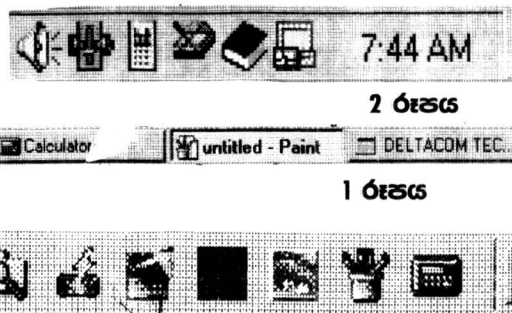 7:44 AM
2 රූපය
Calculator untitled - Paint DELTACOM TEC...
1 රූපය